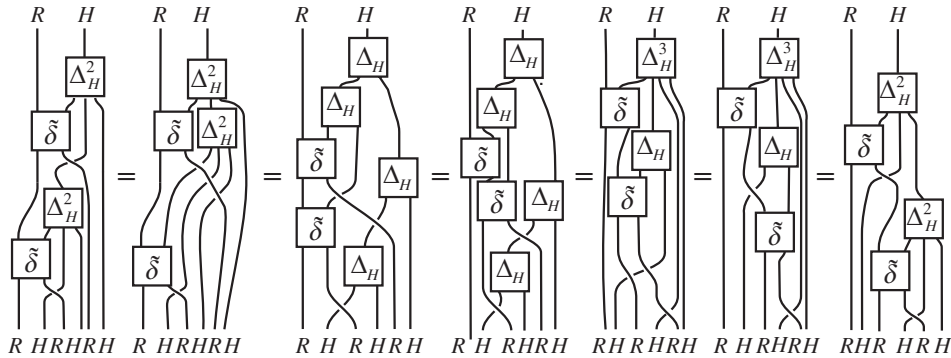 R H R H R H R H R H R H R H
Δ²_H Δ²_H Δ_H Δ_H Δ³_H Δ³_H Δ²_H
δ̃ δ̃ Δ²_H Δ_H Δ_H δ̃ δ̃ δ̃
δ̃ δ̃ Δ_H Δ_H
= = = Δ_H = = = =
Δ²_H δ̃ δ̃ Δ_H δ̃ δ̃ Δ²_H
δ̃ δ̃ Δ_H Δ_H δ̃
R H R H R H R H R H R H R H R H R H R H R H R H R H R H R H R H R H R H R H R H R H